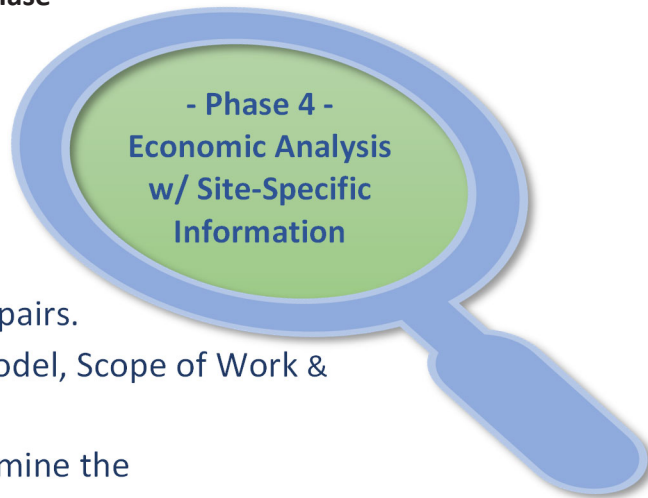 - Phase 4 -
Economic Analysis
w/ Site-Specific
Information
pairs.
odel, Scope of Work &
mine the